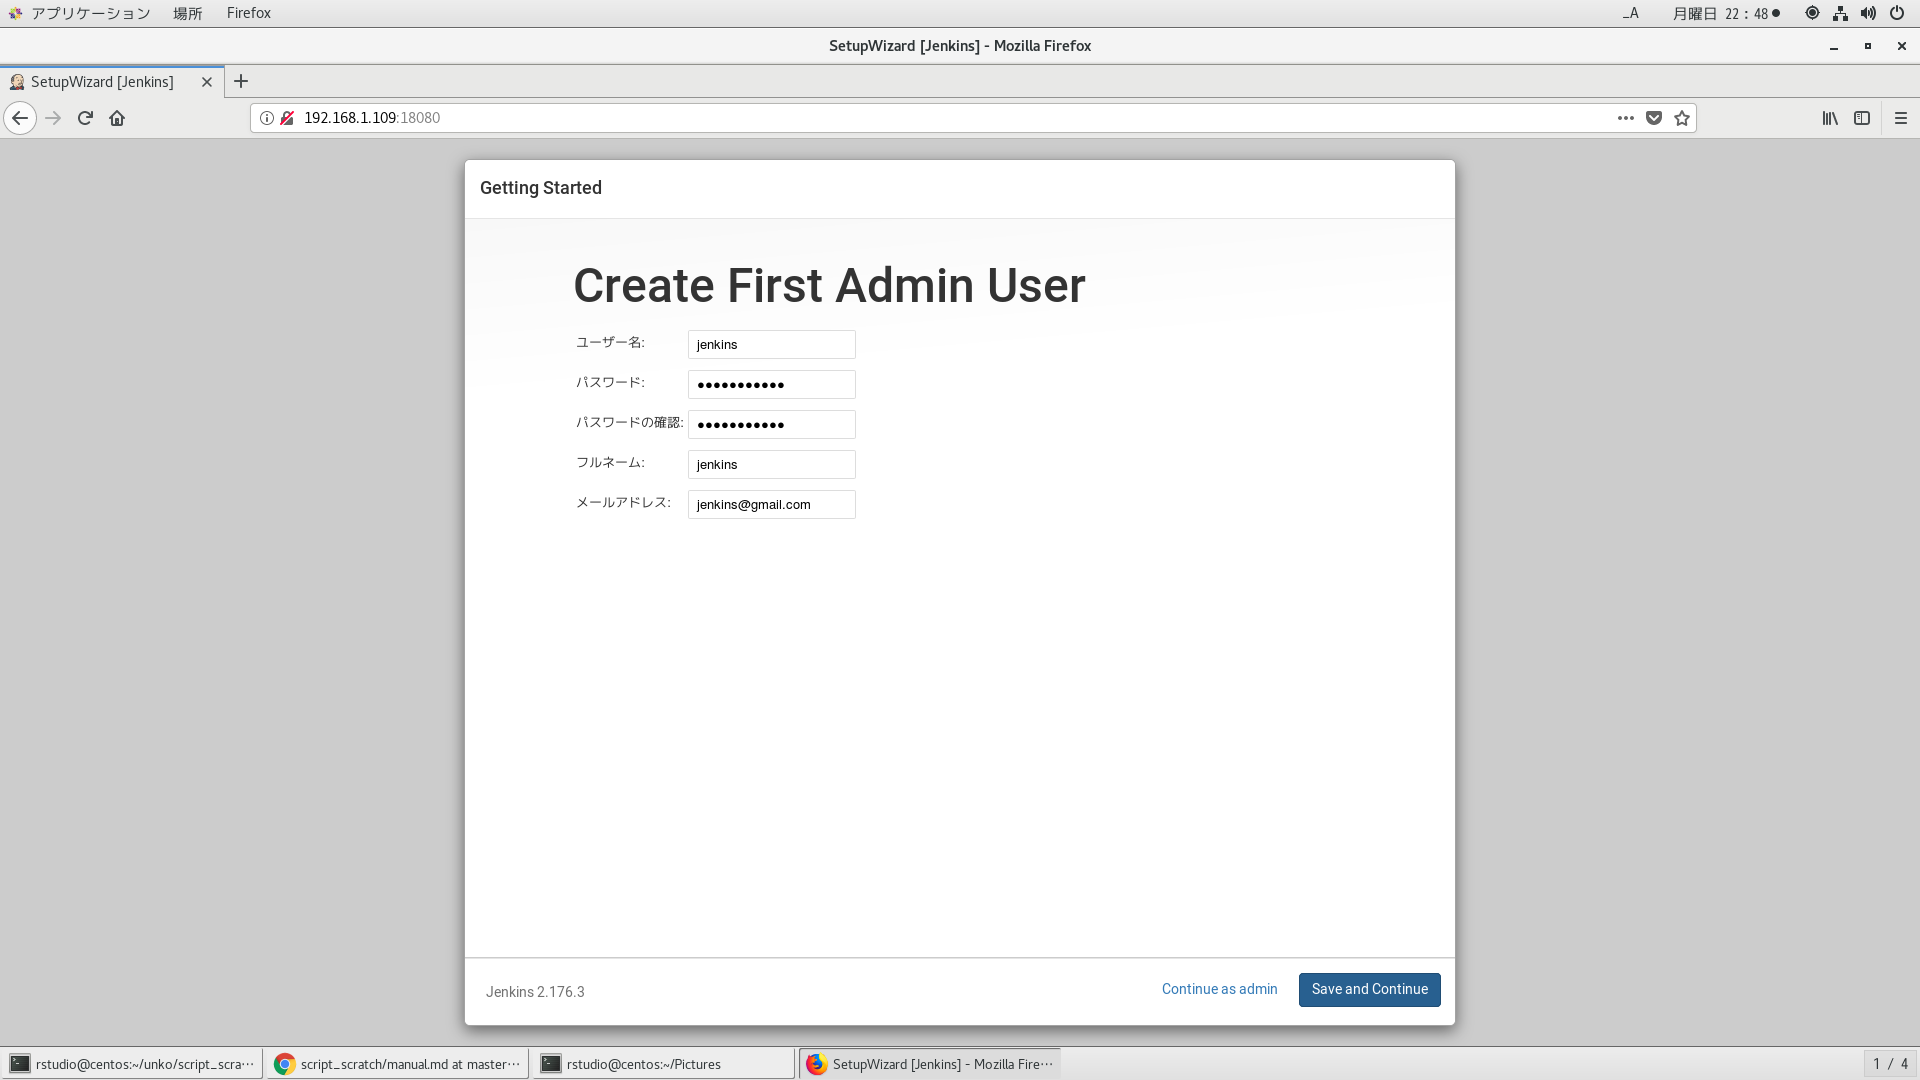 アプリケーション 場所 Firefox _A 月曜日 22：48
SetupWizard [Jenkins] - Mozilla Firefox
SetupWizard [Jenkins]
192.168.1.109:18080
Getting Started
Create First Admin User
ユーザー名: jenkins
パスワード: ●●●●●●●●●●●
パスワードの確認: ●●●●●●●●●●●
フルネーム: jenkins
メールアドレス: jenkins@gmail.com
Jenkins 2.176.3 Continue as admin Save and Continue
rstudio@centos:~/unko/script_scra… script_scratch/manual.md at master… rstudio@centos:~/Pictures SetupWizard [Jenkins] - Mozilla Fire… 1 / 4